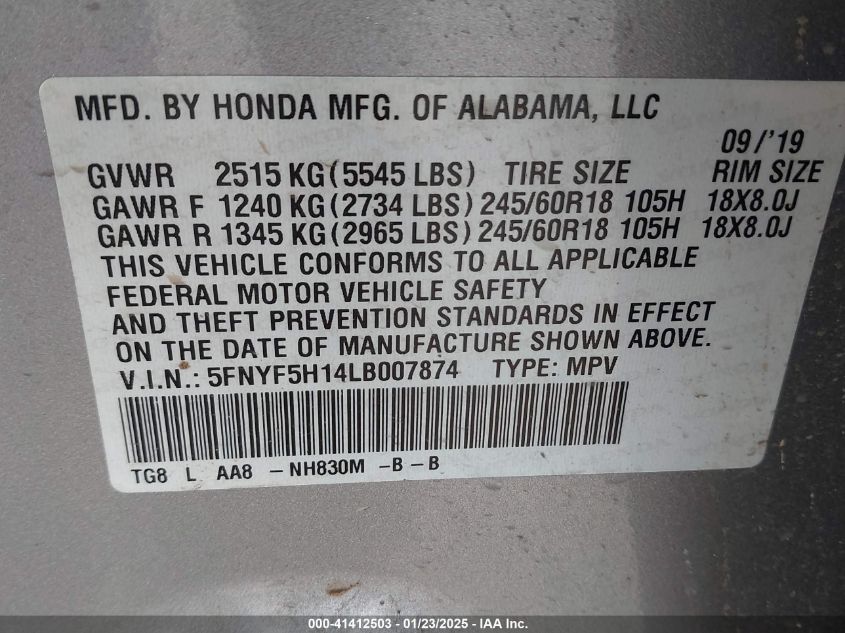 MFD. BY HONDA MFG. OF ALABAMA, LLC
09/'19
GVWR 2515 KG (5545 LBS) TIRE SIZE RIM SIZE
GAWR F 1240 KG (2734 LBS) 245/60R18 105H 18X8.0J
GAWR R 1345 KG (2965 LBS) 245/60R18 105H 18X8.0J
THIS VEHICLE CONFORMS TO ALL APPLICABLE
FEDERAL MOTOR VEHICLE SAFETY
AND THEFT PREVENTION STANDARDS IN EFFECT
ON THE DATE OF MANUFACTURE SHOWN ABOVE.
V.I.N.: 5FNYF5H14LB007874 TYPE: MPV
TG8 L AA8 -NH830M -B-B
000-41412503 - 01/23/2025 - IAA Inc.